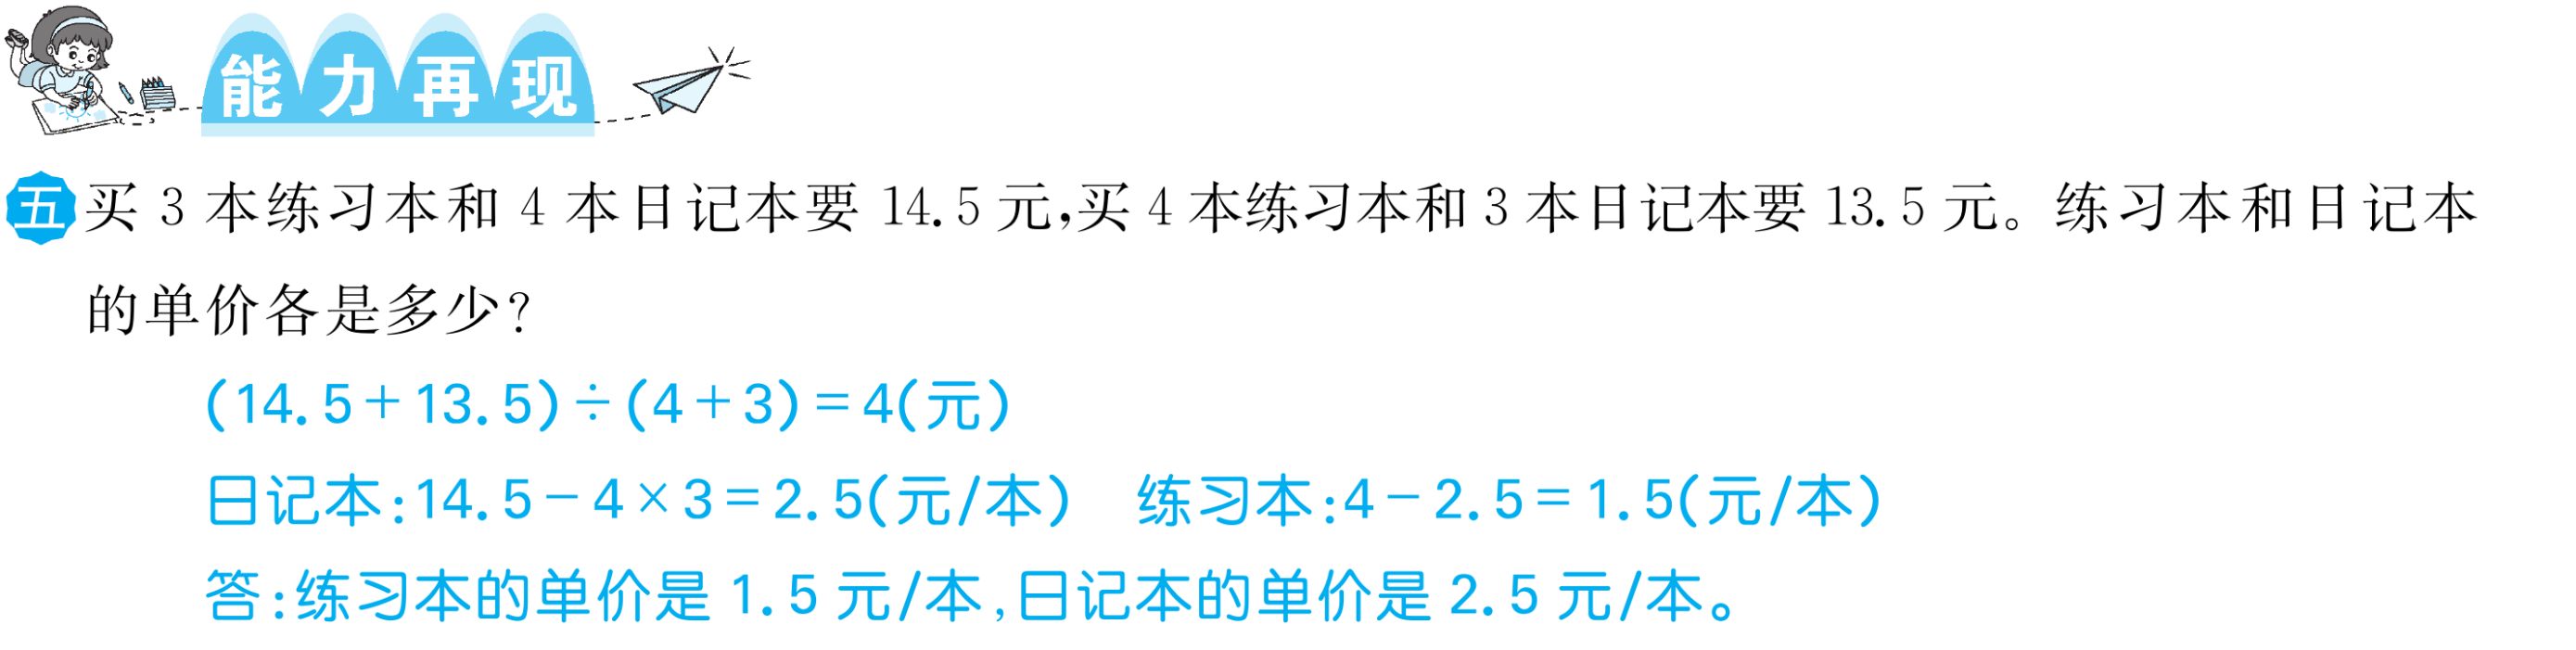 能力再现
五 买 3 本练习本和 4 本日记本要 14.5 元,买 4 本练习本和 3 本日记本要 13.5 元。练习本和日记本
的单价各是多少?
(14.5+13.5)÷(4+3)=4(元)
日记本:14.5-4×3=2.5(元/本) 练习本:4-2.5=1.5(元/本)
答:练习本的单价是 1.5 元/本,日记本的单价是 2.5 元/本。